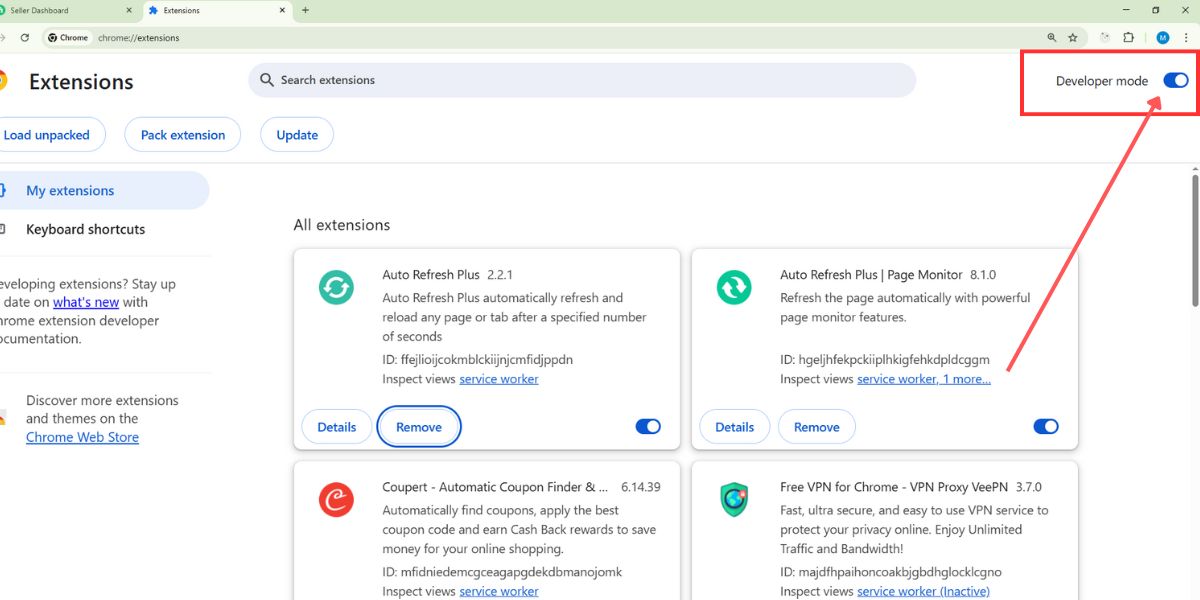 Seller Dashboard
Extensions
Chrome
chrome://extensions
M
Extensions
Search extensions
Developer mode
Load unpacked
Pack extension
Update
My extensions
Keyboard shortcuts
eveloping extensions? Stay up
date on what's new with
hrome extension developer
ocumentation.
Discover more extensions
and themes on the
Chrome Web Store
All extensions
Auto Refresh Plus 2.2.1
Auto Refresh Plus automatically refresh and
reload any page or tab after a specified number
of seconds
ID: ffejlioijcokmblckiijnjcmfidjppdn
Inspect views service worker
Details
Remove
Auto Refresh Plus | Page Monitor 8.1.0
Refresh the page automatically with powerful
page monitor features.
ID: hgeljhfekpckiiplhkigfehkdpldcggm
Inspect views service worker, 1 more...
Details
Remove
Coupert - Automatic Coupon Finder & ... 6.14.39
Automatically find coupons, apply the best
coupon code and earn Cash Back rewards to save
money for your online shopping.
ID: mfidniedemcgceagapgdekdbmanojomk
Inspect views service worker
Free VPN for Chrome - VPN Proxy VeePN 3.7.0
Fast, ultra secure, and easy to use VPN service to
protect your privacy online. Enjoy Unlimited
Traffic and Bandwidth!
ID: majdfhpaihoncoakbjgbdhglocklcgno
Inspect views service worker (Inactive)